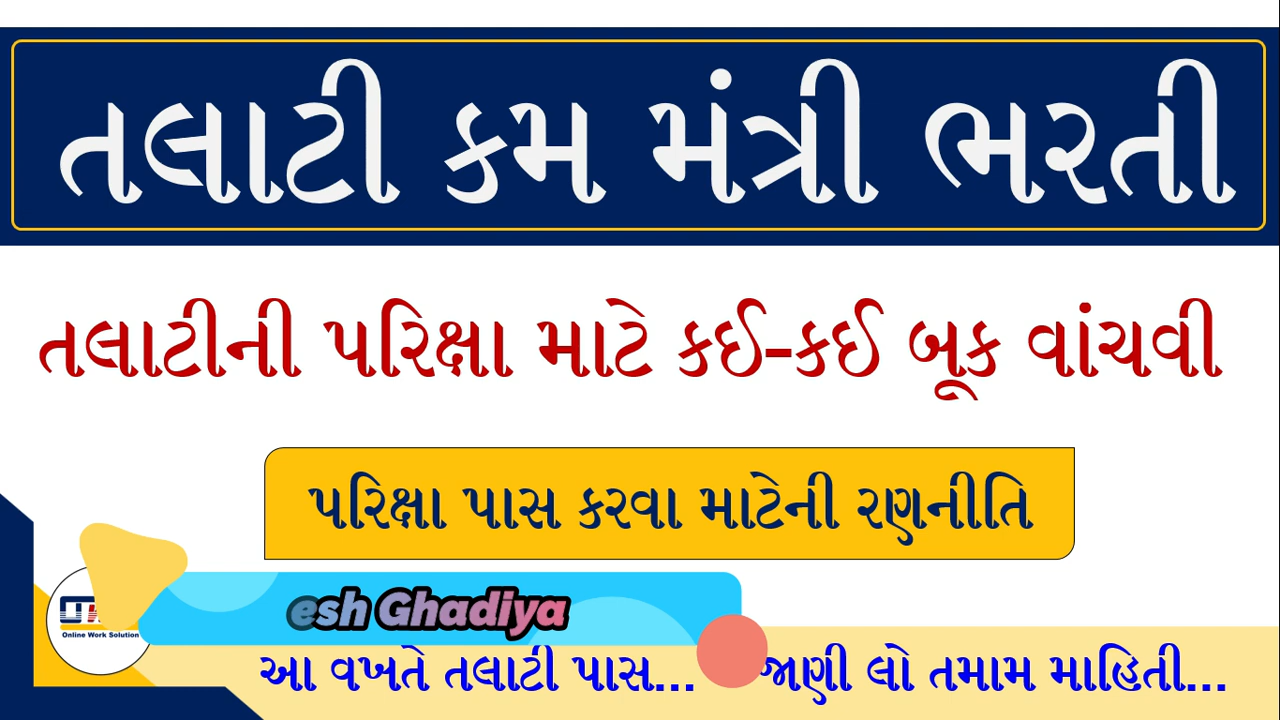 તલાટી કમ મંત્રી ભરતી
તલાટીની પરિક્ષા માટે કઈ-કઈ બૂક વાંચવી
પરિક્ષા પાસ કરવા માટેની રણનીતિ
esh Ghadiya
Online Work Solution
આ વખતે તલાટી પાસ... જાણી લો તમામ માહિતી...